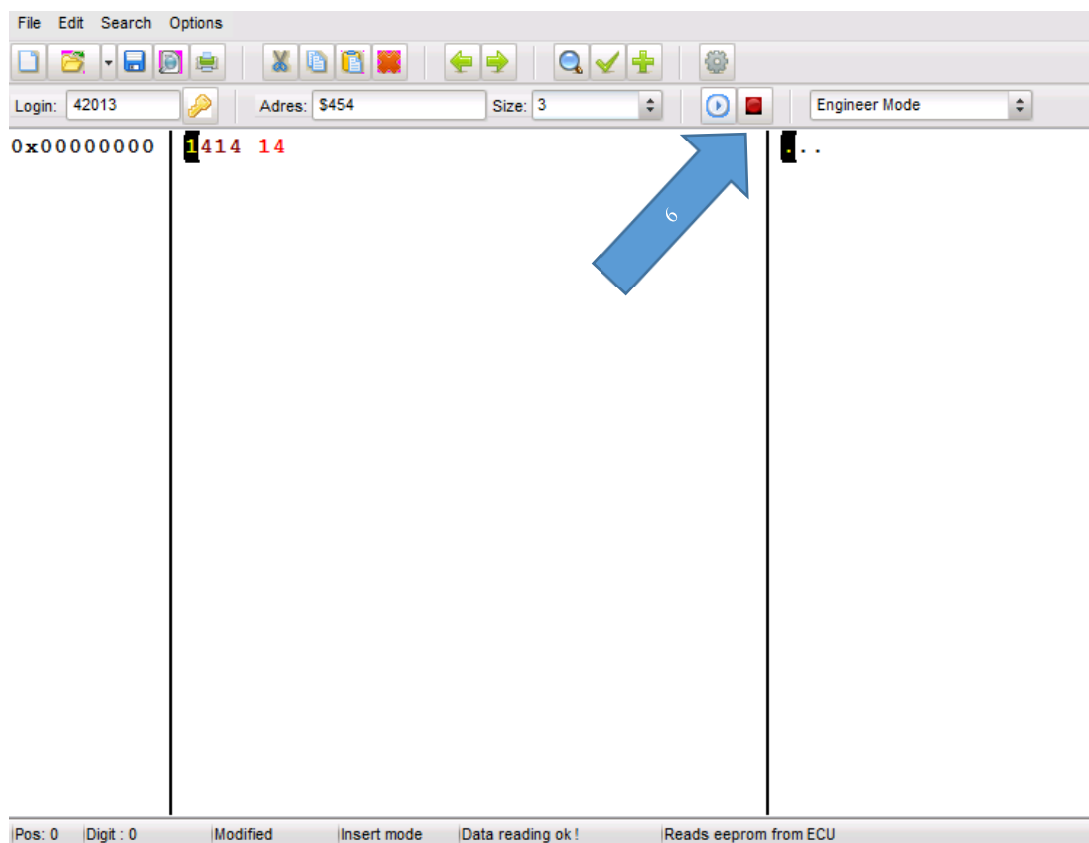 File Edit Search Options
Login: 42013 Adres: $454 Size: 3 Engineer Mode
0x00000000 1414 14 ...
6
Pos: 0 Digit : 0 Modified Insert mode Data reading ok ! Reads eeprom from ECU